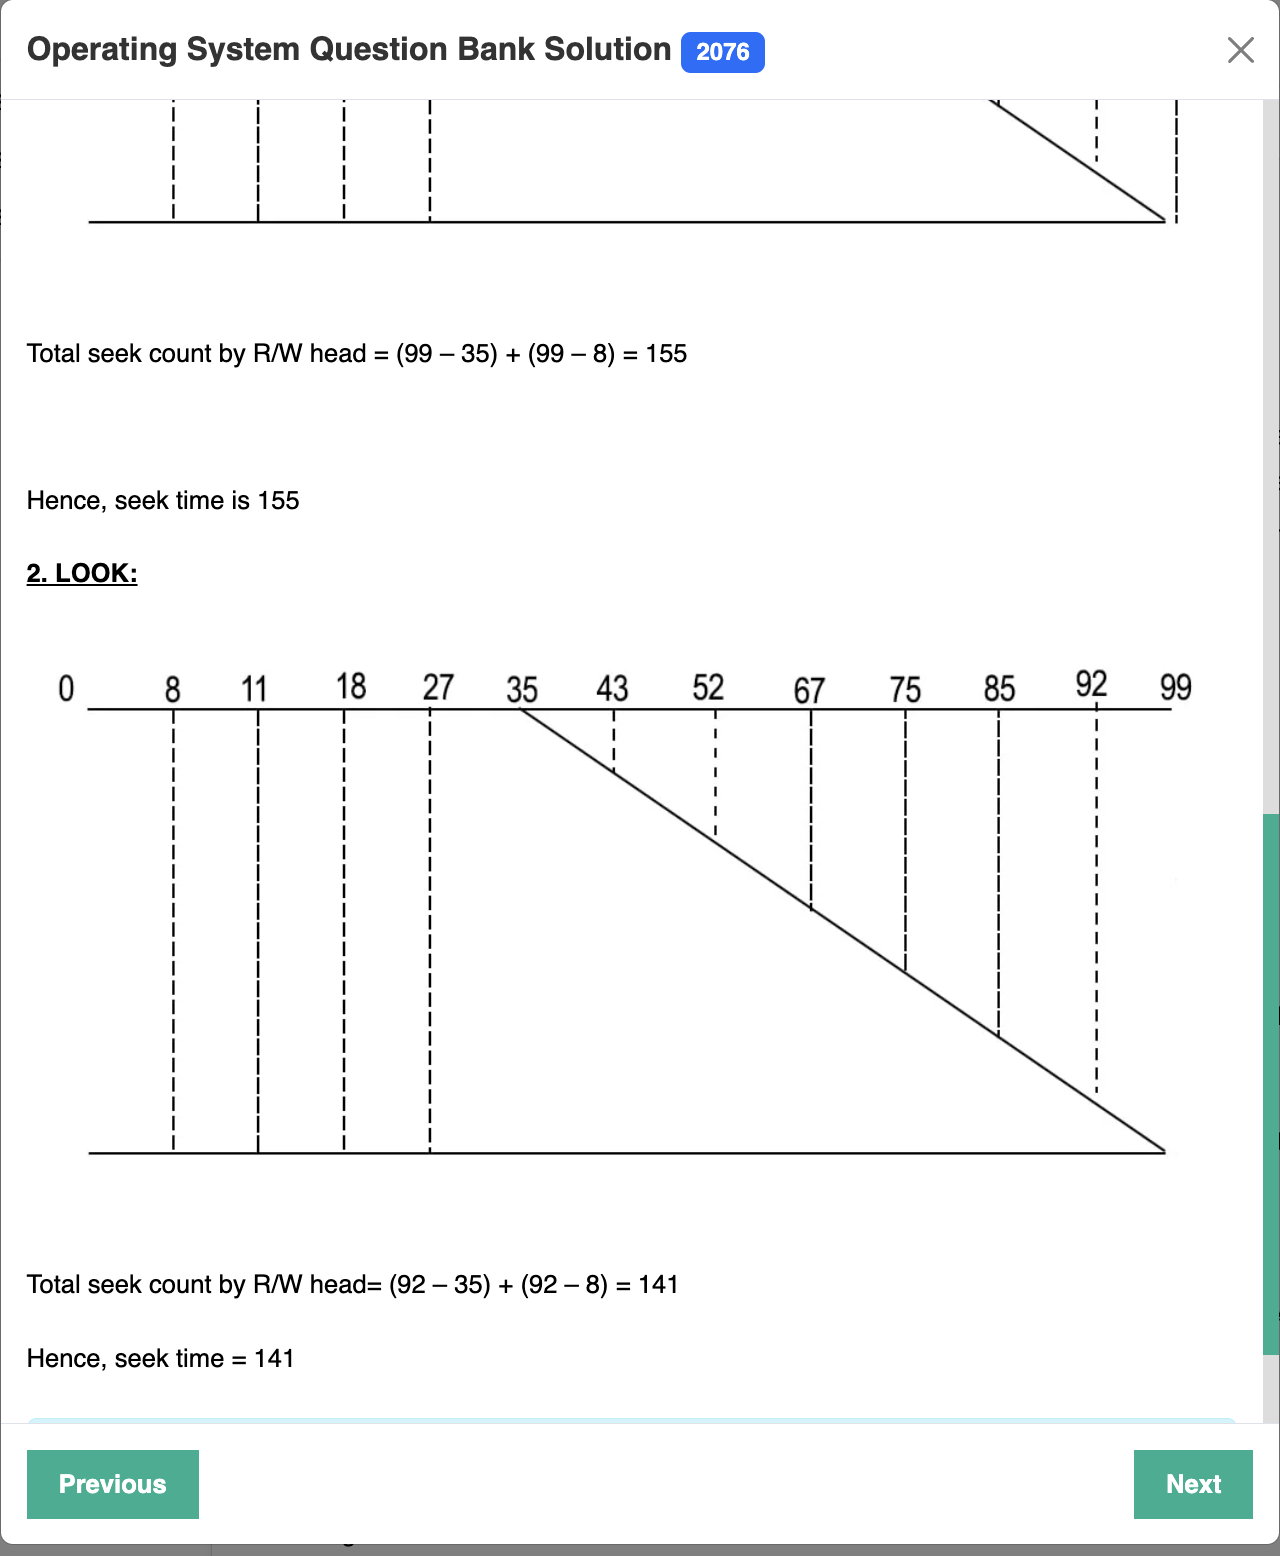 Operating System Question Bank Solution 2076
Total seek count by R/W head = (99 – 35) + (99 – 8) = 155
Hence, seek time is 155
2. LOOK:
0 8 11 18 27 35 43 52 67 75 85 92 99
Total seek count by R/W head= (92 – 35) + (92 – 8) = 141
Hence, seek time = 141
Previous Next